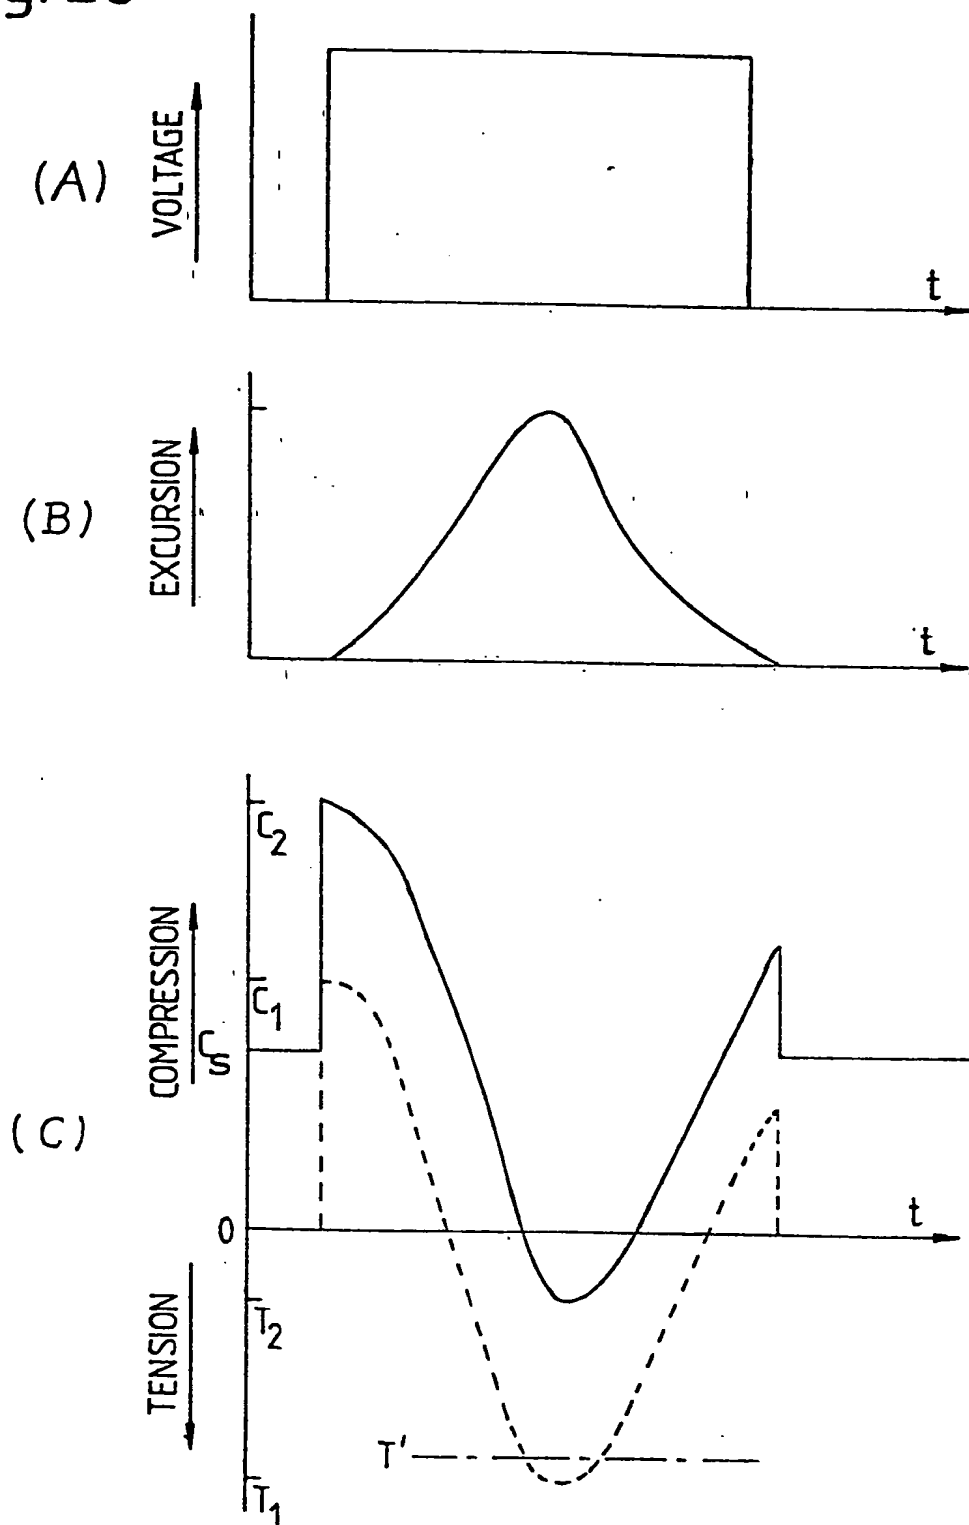 (A)
VOLTAGE
t
(B)
EXCURSION
t
(C)
COMPRESSION
TENSION
C2
C1
CS
0
t
T2
T'
T1